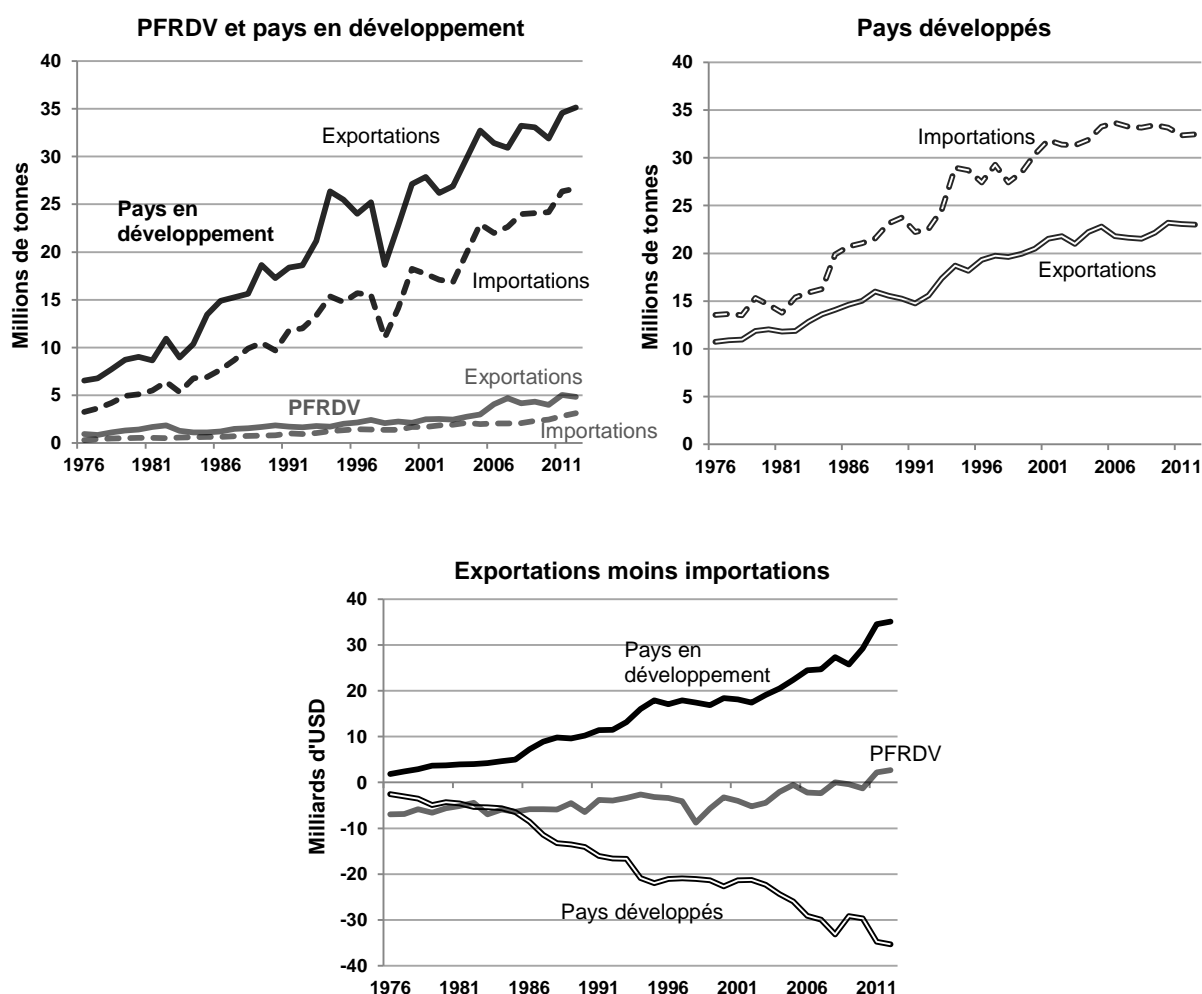 PFRDV et pays en développement
Millions de tonnes
40
35
30
25
20
15
10
5
0
Exportations
Pays en
développement
Importations
Exportations
PFRDV
Importations
1976 1981 1986 1991 1996 2001 2006 2011
Pays développés
Millions de tonnes
40
35
30
25
20
15
10
5
0
Importations
Exportations
1976 1981 1986 1991 1996 2001 2006 2011
Exportations moins importations
Milliards d'USD
40
30
20
10
0
-10
-20
-30
-40
Pays en
développement
PFRDV
Pays développés
1976 1981 1986 1991 1996 2001 2006 2011